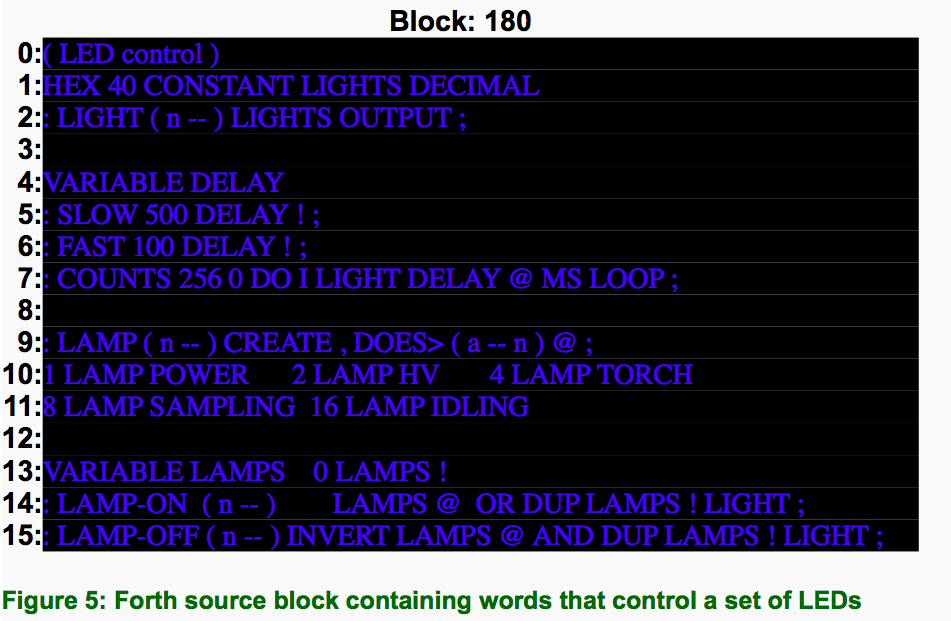 Block: 180
0:( LED control )
1:HEX 40 CONSTANT LIGHTS DECIMAL
2:: LIGHT ( n -- ) LIGHTS OUTPUT ;
3:
4:VARIABLE DELAY
5:: SLOW 500 DELAY ! ;
6:: FAST 100 DELAY ! ;
7:: COUNTS 256 0 DO I LIGHT DELAY @ MS LOOP ;
8:
9:: LAMP ( n -- ) CREATE , DOES> ( a -- n ) @ ;
10:1 LAMP POWER      2 LAMP HV       4 LAMP TORCH
11:8 LAMP SAMPLING  16 LAMP IDLING
12:
13:VARIABLE LAMPS    0 LAMPS !
14:: LAMP-ON  ( n -- )        LAMPS @  OR DUP LAMPS ! LIGHT ;
15:: LAMP-OFF ( n -- ) INVERT LAMPS @ AND DUP LAMPS ! LIGHT ;
Figure 5: Forth source block containing words that control a set of LEDs